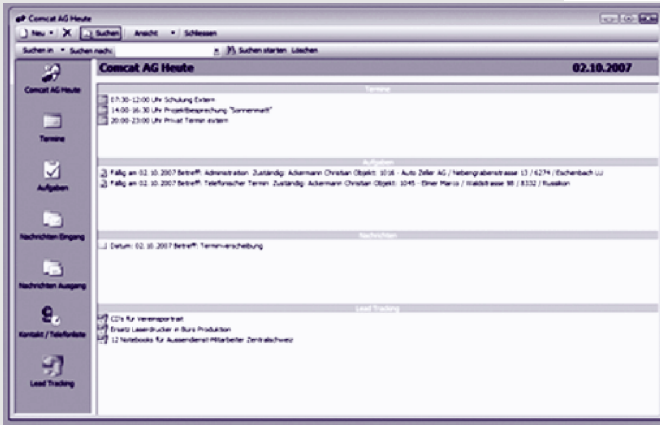 Comcat AG Heute
Neu Suchen Ansicht Schliessen
Suchen in Suchen nach: Suchen starten Löschen
Comcat AG Heute 02.10.2007
Comcat AG Heute
Termine
Aufgaben
Nachrichten Eingang
Nachrichten Ausgang
Kontakt / Telefonliste
Lead Tracking
Termine
07:30-12:00 Uhr Schulung Extern
14:00-16:30 Uhr Projektbesprechung "Sonnenmatt"
20:00-23:00 Uhr Privat Termin extern
Aufgaben
Fällig am 02.10.2007 Betreff: Administration Zuständig: Ackermann Christian Objekt: 1016 - Auto Zeller AG / Nebengrabenstrasse 13 / 6274 / Eschenbach LU
Fällig am 02.10.2007 Betreff: Telefonischer Termin Zuständig: Ackermann Christian Objekt: 1045 - Elmer Marco / Waldstrasse 98 / 8332 / Russikon
Nachrichten
Datum: 02.10.2007 Betreff: Terminverschiebung
Lead Tracking
CD's für Vereinsportrait
Ersatz Laserdrucker in Büro Produktion
12 Notebooks für Aussendienst Mitarbeiter Zentralschweiz